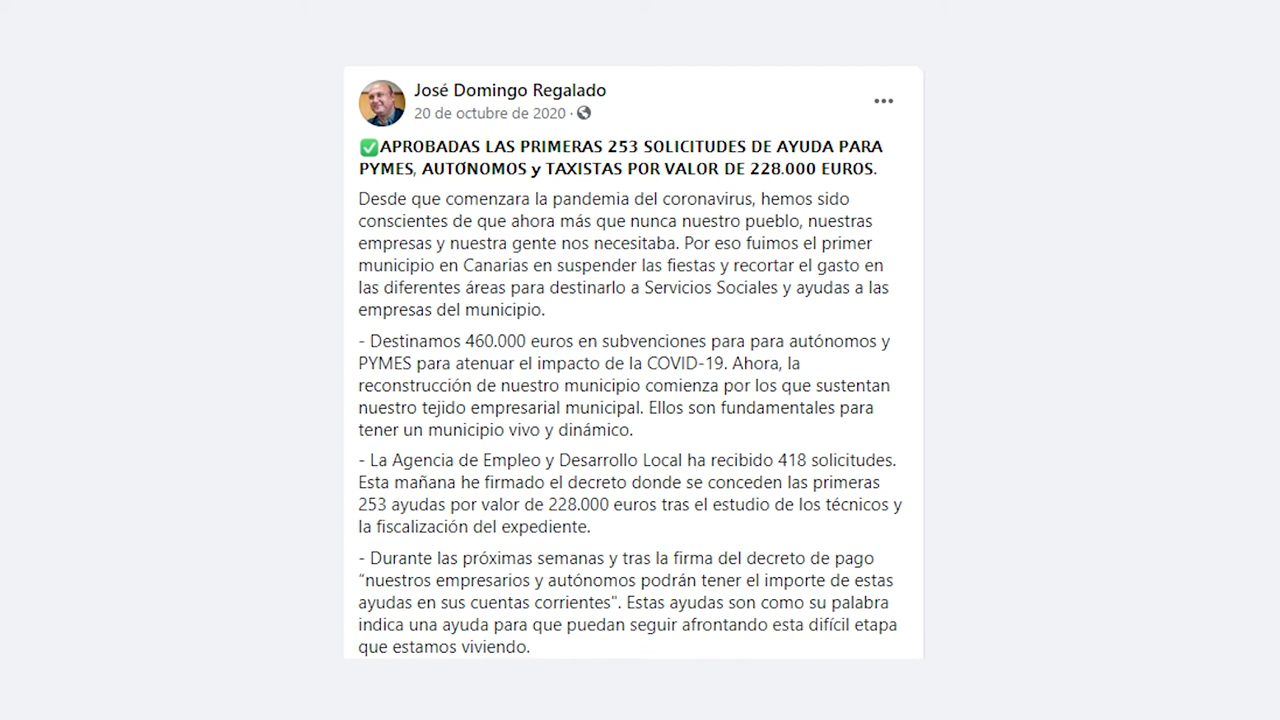 José Domingo Regalado
20 de octubre de 2020 ·
✅APROBADAS LAS PRIMERAS 253 SOLICITUDES DE AYUDA PARA
PYMES, AUTÓNOMOS y TAXISTAS POR VALOR DE 228.000 EUROS.
Desde que comenzara la pandemia del coronavirus, hemos sido
conscientes de que ahora más que nunca nuestro pueblo, nuestras
empresas y nuestra gente nos necesitaba. Por eso fuimos el primer
municipio en Canarias en suspender las fiestas y recortar el gasto en
las diferentes áreas para destinarlo a Servicios Sociales y ayudas a las
empresas del municipio.
- Destinamos 460.000 euros en subvenciones para para autónomos y
PYMES para atenuar el impacto de la COVID-19. Ahora, la
reconstrucción de nuestro municipio comienza por los que sustentan
nuestro tejido empresarial municipal. Ellos son fundamentales para
tener un municipio vivo y dinámico.
- La Agencia de Empleo y Desarrollo Local ha recibido 418 solicitudes.
Esta mañana he firmado el decreto donde se conceden las primeras
253 ayudas por valor de 228.000 euros tras el estudio de los técnicos y
la fiscalización del expediente.
- Durante las próximas semanas y tras la firma del decreto de pago
“nuestros empresarios y autónomos podrán tener el importe de estas
ayudas en sus cuentas corrientes". Estas ayudas son como su palabra
indica una ayuda para que puedan seguir afrontando esta difícil etapa
que estamos viviendo.